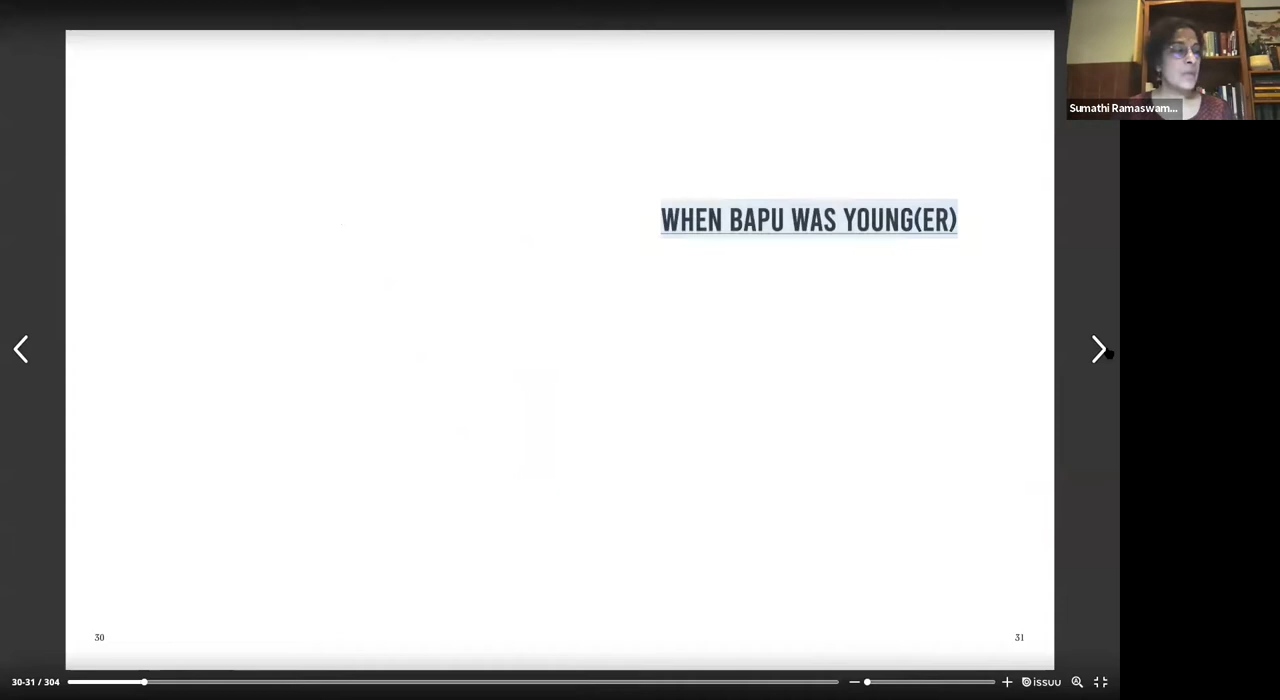 Sumathi Ramaswam...
WHEN BAPU WAS YOUNG(ER)
30
31
30-31 / 304
issuu